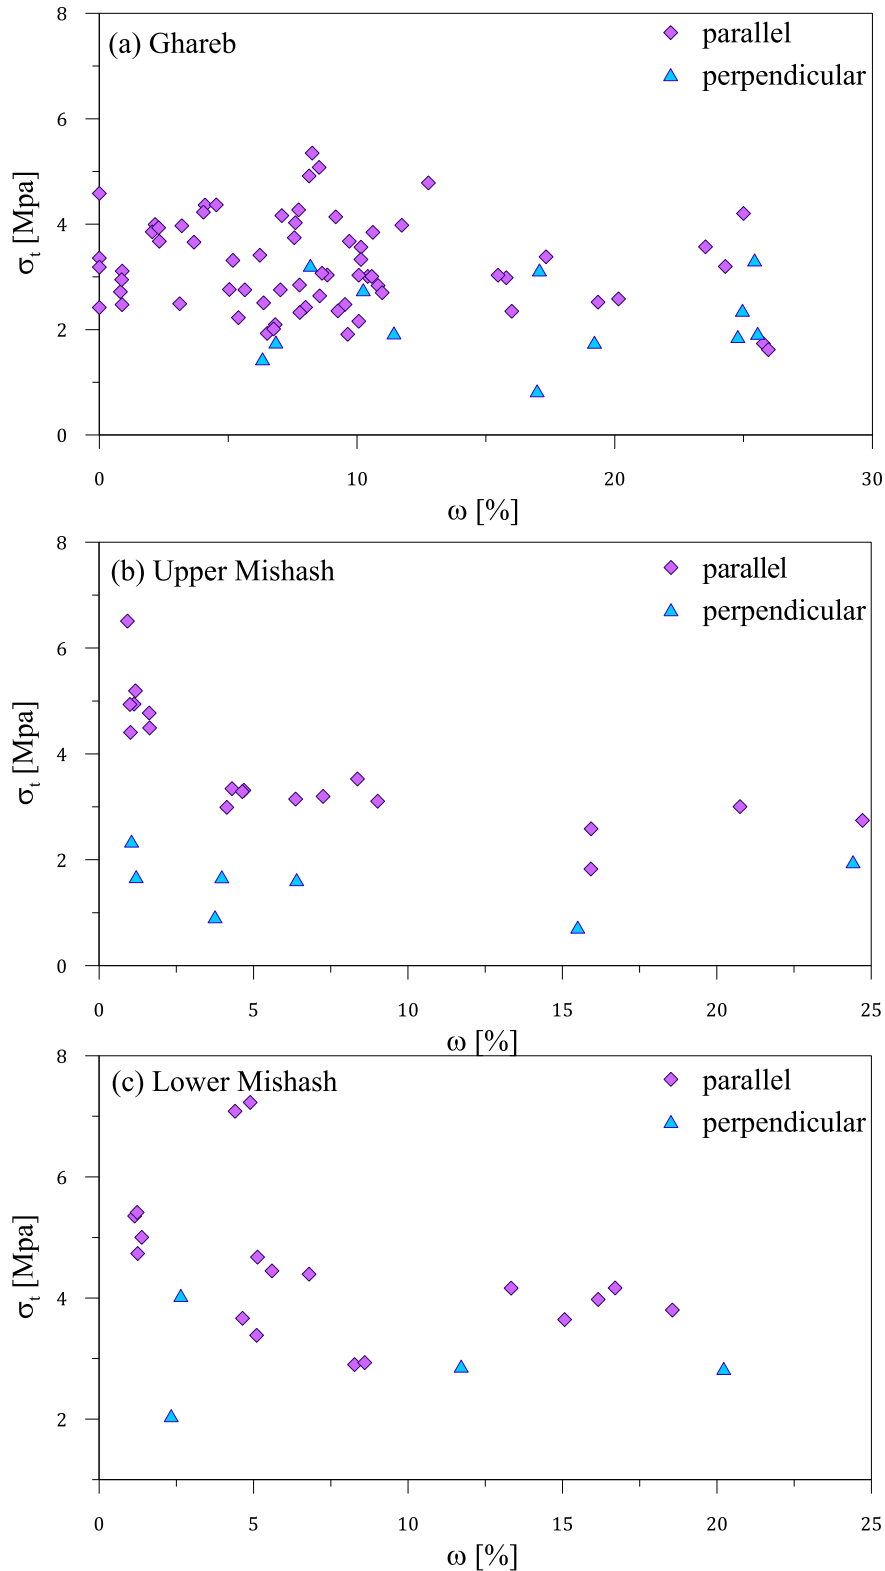 8
(a) Ghareb
parallel
perpendicular
6
4
2
0
σt [Mpa]
0 10 20 30
ω [%]
8
(b) Upper Mishash
parallel
perpendicular
6
4
2
0
σt [Mpa]
0 5 10 15 20 25
ω [%]
8
(c) Lower Mishash
parallel
perpendicular
6
4
2
σt [Mpa]
0 5 10 15 20 25
ω [%]